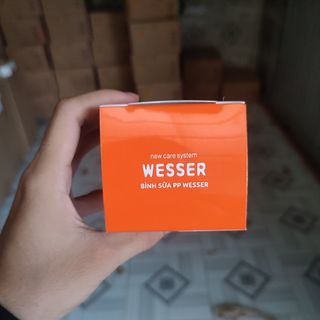 new care system
WESSER
BÌNH SỮA PP WESSER